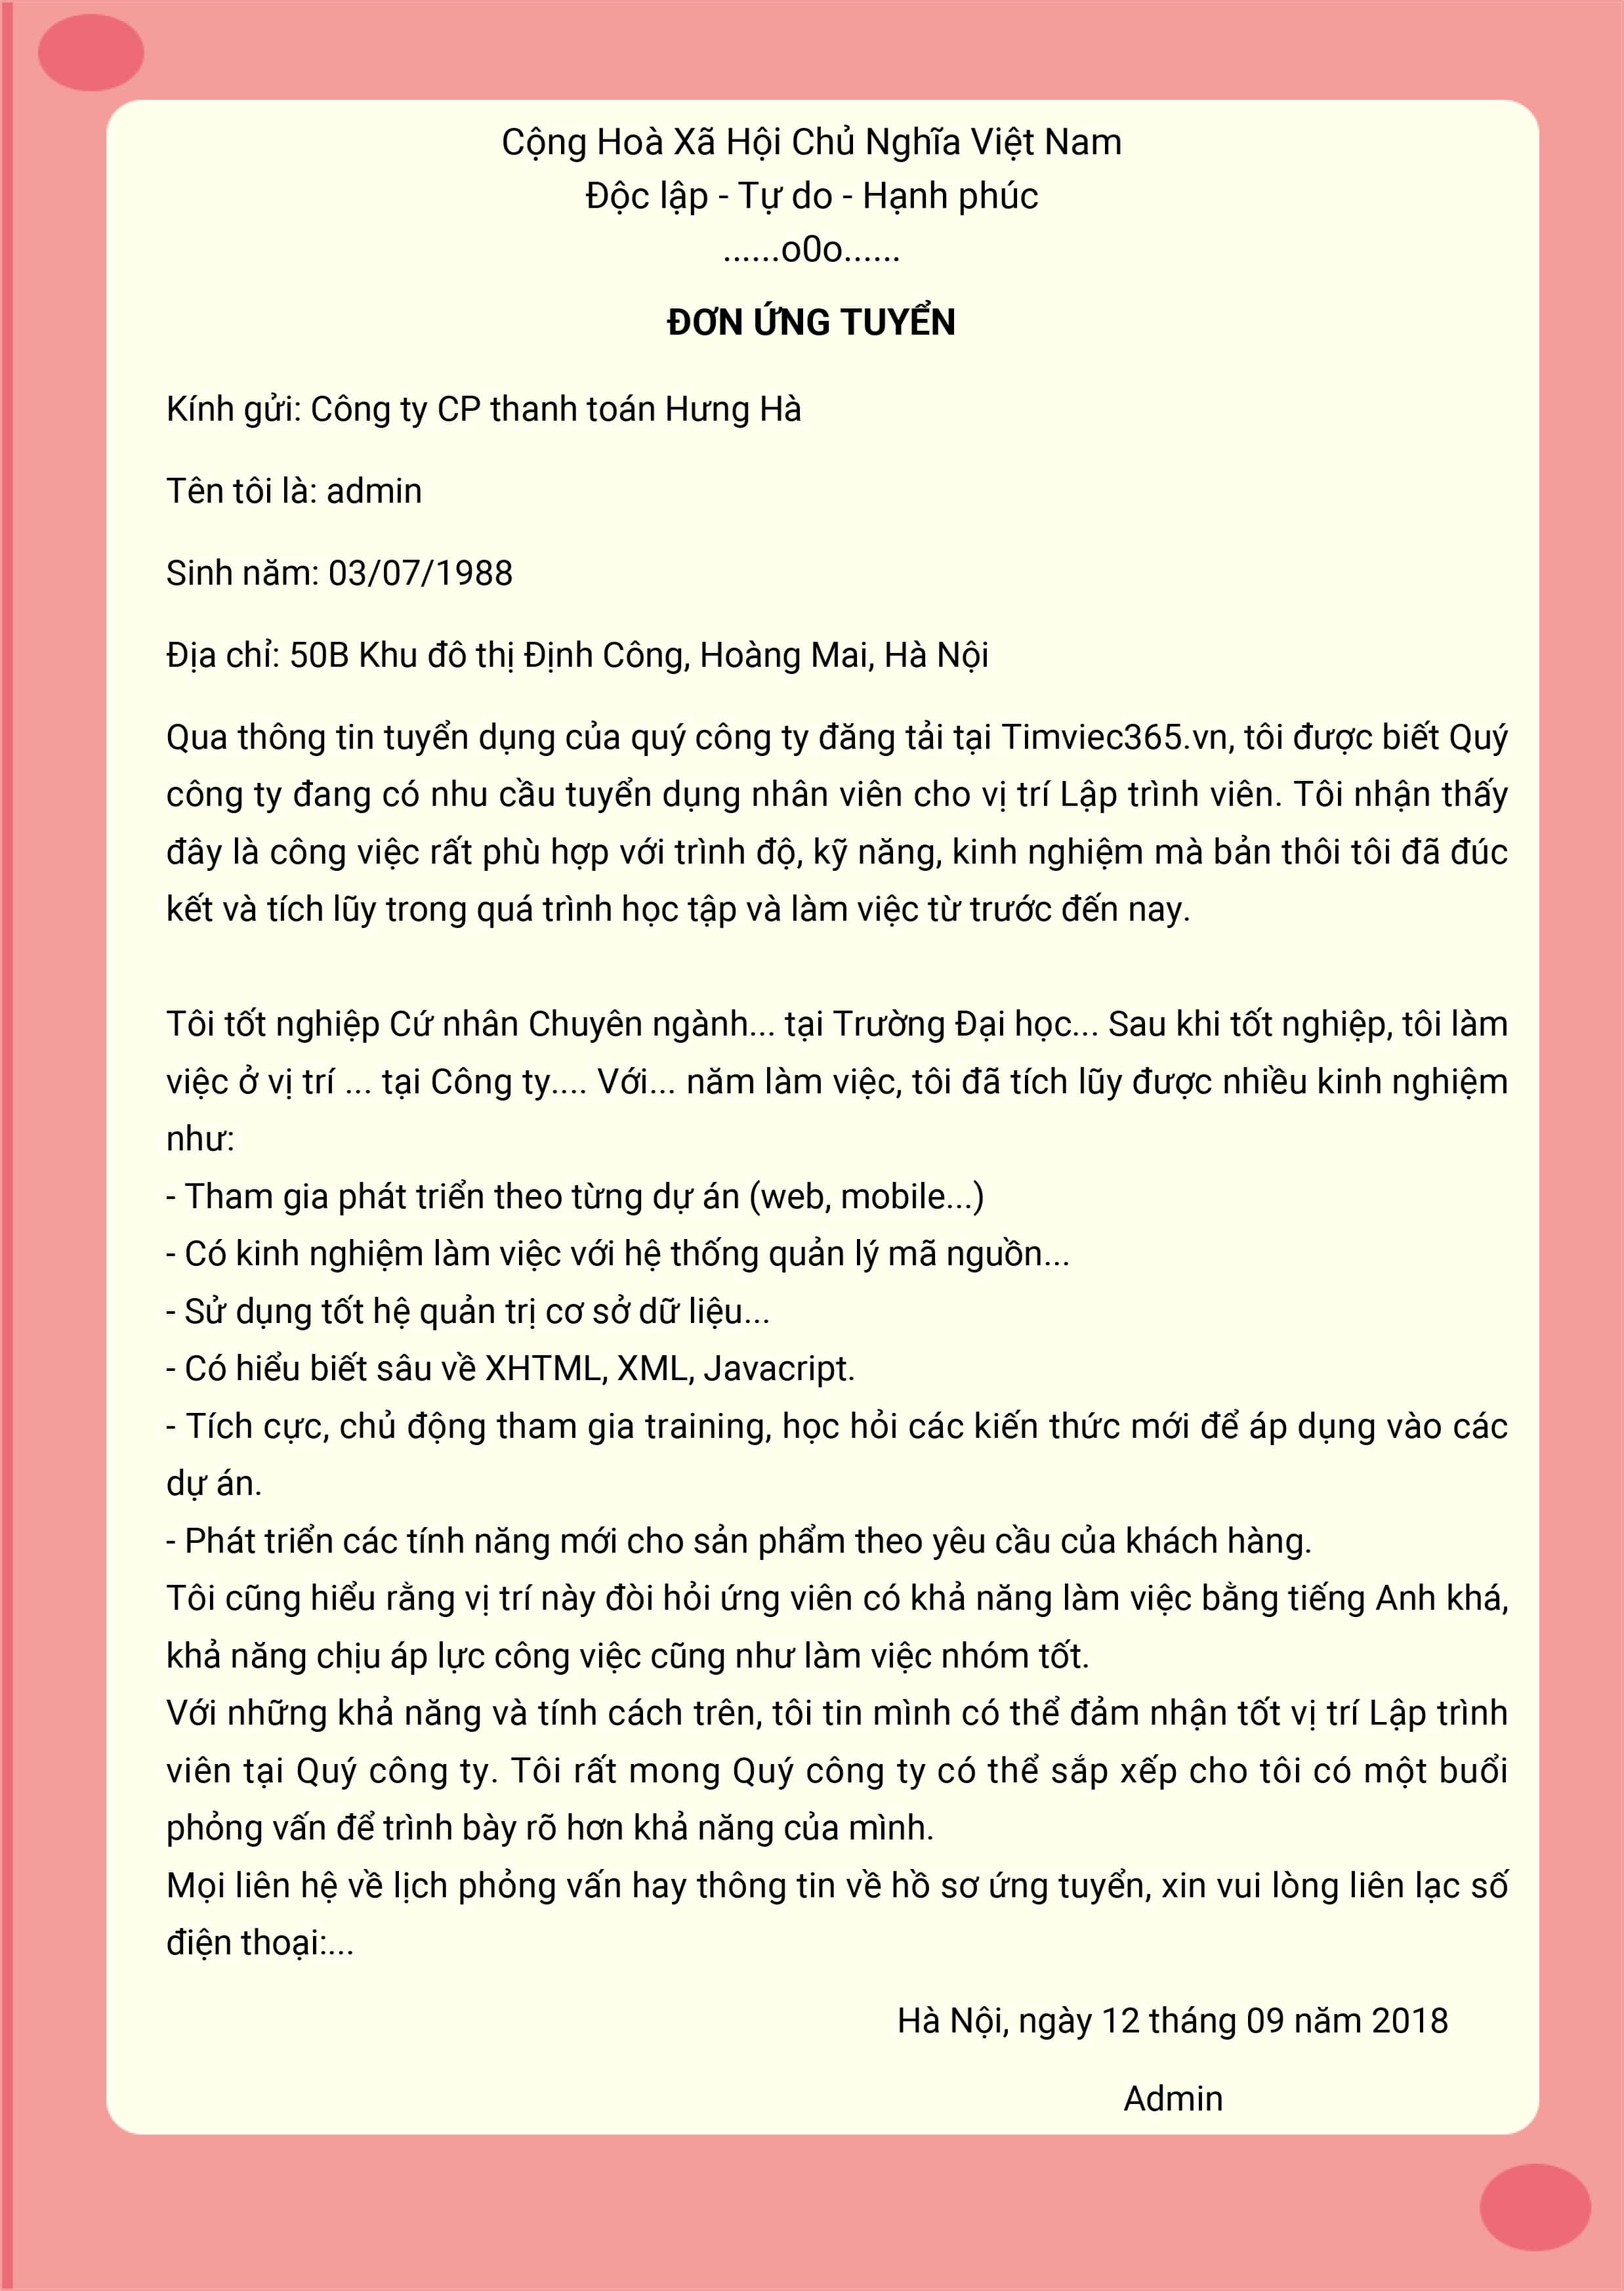 Cộng Hoà Xã Hội Chủ Nghĩa Việt Nam
Độc lập - Tự do - Hạnh phúc
......o0o......
ĐƠN ỨNG TUYỂN
Kính gửi: Công ty CP thanh toán Hưng Hà
Tên tôi là: admin
Sinh năm: 03/07/1988
Địa chỉ: 50B Khu đô thị Định Công, Hoàng Mai, Hà Nội
Qua thông tin tuyển dụng của quý công ty đăng tải tại Timviec365.vn, tôi được biết Quý
công ty đang có nhu cầu tuyển dụng nhân viên cho vị trí Lập trình viên. Tôi nhận thấy
đây là công việc rất phù hợp với trình độ, kỹ năng, kinh nghiệm mà bản thôi tôi đã đúc
kết và tích lũy trong quá trình học tập và làm việc từ trước đến nay.
Tôi tốt nghiệp Cứ nhân Chuyên ngành... tại Trường Đại học... Sau khi tốt nghiệp, tôi làm
việc ở vị trí ... tại Công ty.... Với... năm làm việc, tôi đã tích lũy được nhiều kinh nghiệm
như:
- Tham gia phát triển theo từng dự án (web, mobile...)
- Có kinh nghiệm làm việc với hệ thống quản lý mã nguồn...
- Sử dụng tốt hệ quản trị cơ sở dữ liệu...
- Có hiểu biết sâu về XHTML, XML, Javacript.
- Tích cực, chủ động tham gia training, học hỏi các kiến thức mới để áp dụng vào các
dự án.
- Phát triển các tính năng mới cho sản phẩm theo yêu cầu của khách hàng.
Tôi cũng hiểu rằng vị trí này đòi hỏi ứng viên có khả năng làm việc bằng tiếng Anh khá,
khả năng chịu áp lực công việc cũng như làm việc nhóm tốt.
Với những khả năng và tính cách trên, tôi tin mình có thể đảm nhận tốt vị trí Lập trình
viên tại Quý công ty. Tôi rất mong Quý công ty có thể sắp xếp cho tôi có một buổi
phỏng vấn để trình bày rõ hơn khả năng của mình.
Mọi liên hệ về lịch phỏng vấn hay thông tin về hồ sơ ứng tuyển, xin vui lòng liên lạc số
điện thoại:...
Hà Nội, ngày 12 tháng 09 năm 2018
Admin